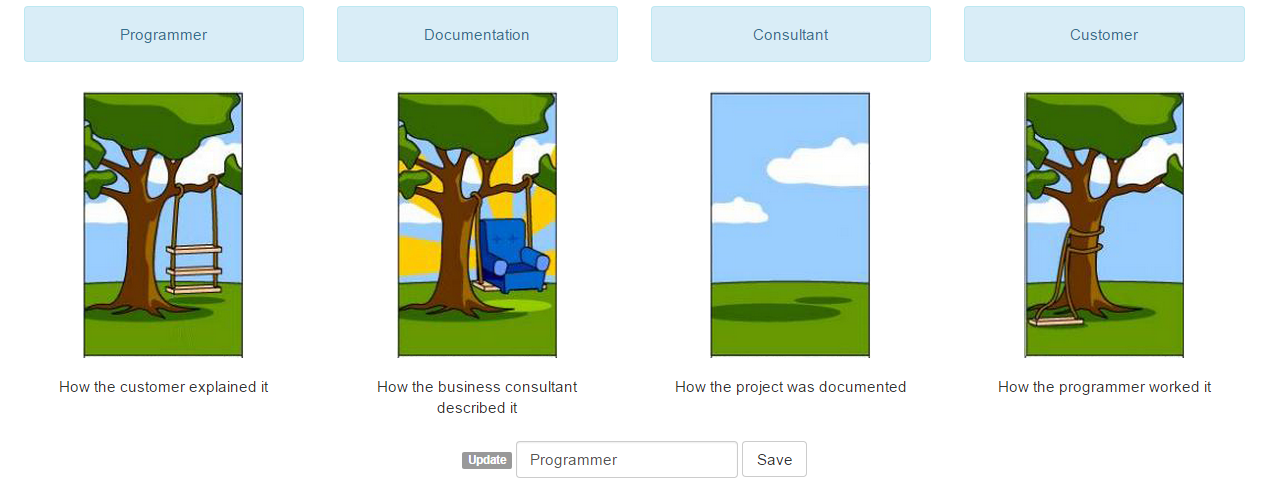 Programmer
Documentation
Consultant
Customer
How the customer explained it
How the business consultant
described it
How the project was documented
How the programmer worked it
Update
Programmer
Save